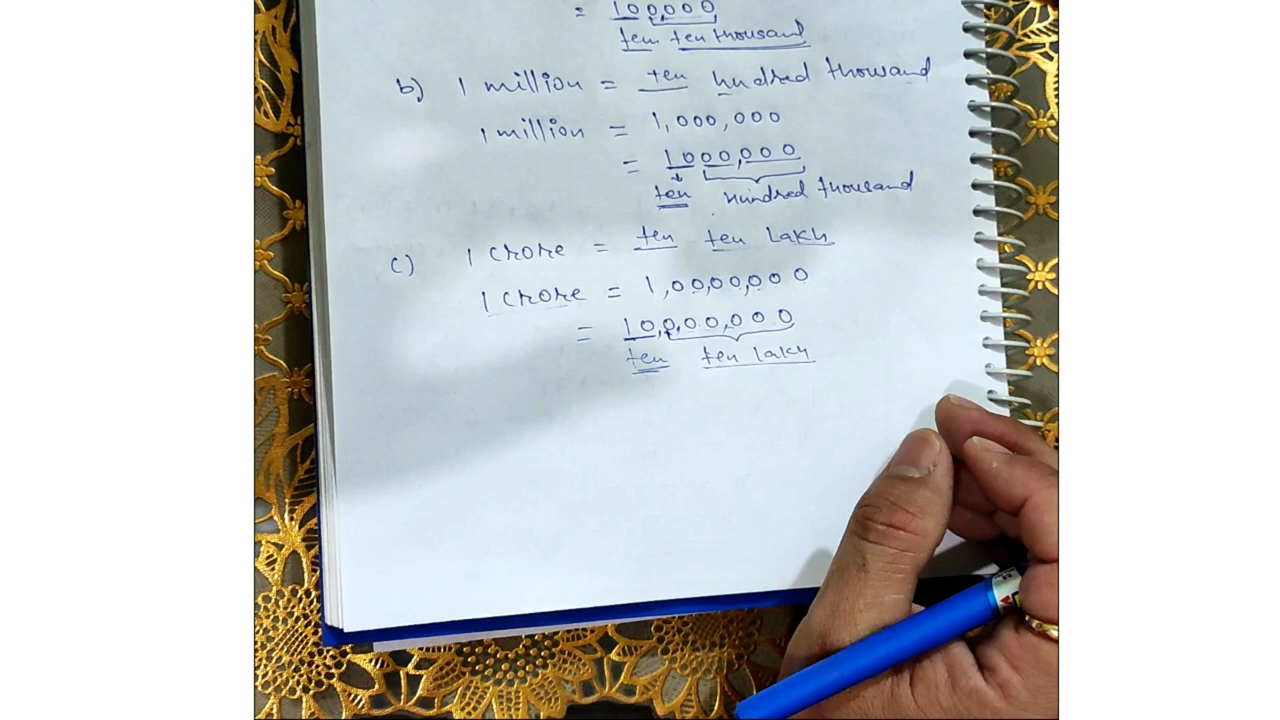 = 100,000
ten ten thousand
b) 1 million = ten hundred thousand
1 million = 1,000,000
= 1000,000
ten hundred thousand
c) 1 crore = ten ten lakh
1 crore = 1,00,00,000
= 10,0,00,000
ten ten lakh